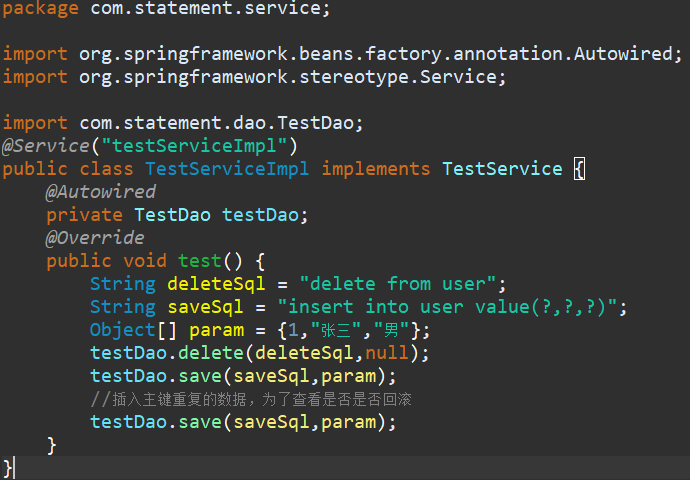 package com.statement.service;
import org.springframework.beans.factory.annotation.Autowired;
import org.springframework.stereotype.Service;
import com.statement.dao.TestDao;
@Service("testServiceImpl")
public class TestServiceImpl implements TestService {
@Autowired
private TestDao testDao;
@Override
public void test() {
String deleteSql = "delete from user";
String saveSql = "insert into user value(?,?,?)";
Object[] param = {1,"张三","男"};
testDao.delete(deleteSql,null);
testDao.save(saveSql,param);
//插入主键重复的数据，为了查看是否是否回滚
testDao.save(saveSql,param);
}
}